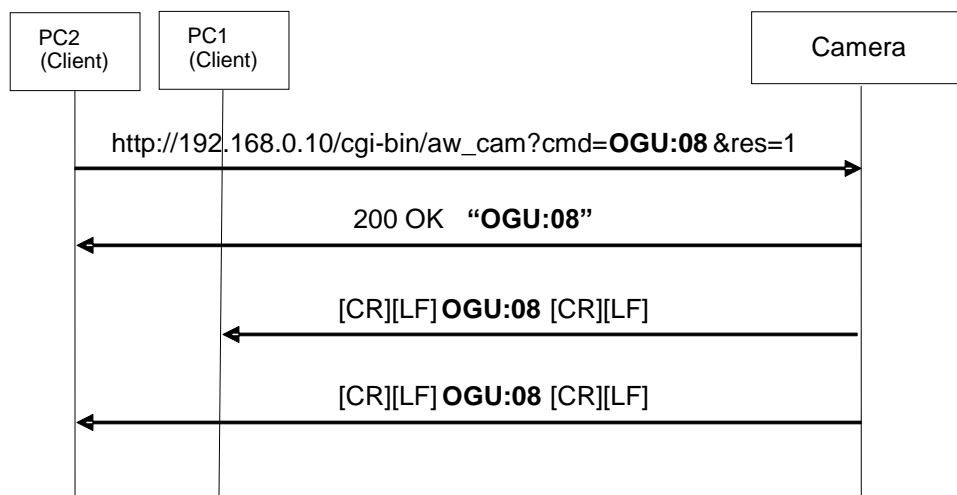 PC2
(Client)
PC1
(Client)
Camera
http://192.168.0.10/cgi-bin/aw_cam?cmd=OGU:08 &res=1
200 OK “OGU:08”
[CR][LF] OGU:08 [CR][LF]
[CR][LF] OGU:08 [CR][LF]